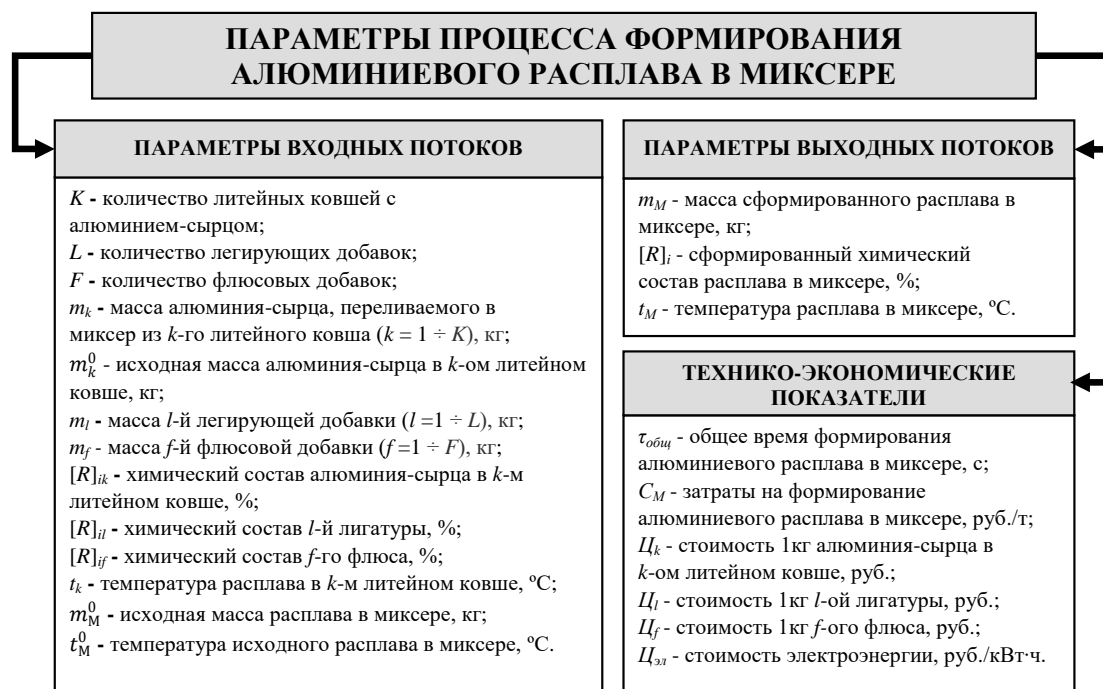 ПАРАМЕТРЫ ПРОЦЕССА ФОРМИРОВАНИЯ
АЛЮМИНИЕВОГО РАСПЛАВА В МИКСЕРЕ
ПАРАМЕТРЫ ВХОДНЫХ ПОТОКОВ
K - количество литейных ковшей с
алюминием-сырцом;
L - количество легирующих добавок;
F - количество флюсовых добавок;
m_k - масса алюминия-сырца, переливаемого в
миксер из k-го литейного ковша (k = 1 ÷ K), кг;
m_k^0 - исходная масса алюминия-сырца в k-ом литейном
ковше, кг;
m_l - масса l-й легирующей добавки (l =1 ÷ L), кг;
m_f - масса f-й флюсовой добавки (f =1 ÷ F), кг;
[R]_ik - химический состав алюминия-сырца в k-м
литейном ковше, %;
[R]_il - химический состав l-й лигатуры, %;
[R]_if - химический состав f-го флюса, %;
t_k - температура расплава в k-м литейном ковше, ºС;
m_М^0 - исходная масса расплава в миксере, кг;
t_М^0 - температура исходного расплава в миксере, ºС.
ПАРАМЕТРЫ ВЫХОДНЫХ ПОТОКОВ
m_M - масса сформированного расплава в
миксере, кг;
[R]_i - сформированный химический
состав расплава в миксере, %;
t_M - температура расплава в миксере, ºС.
ТЕХНИКО-ЭКОНОМИЧЕСКИЕ
ПОКАЗАТЕЛИ
τ_общ - общее время формирования
алюминиевого расплава в миксере, с;
C_M - затраты на формирование
алюминиевого расплава в миксере, руб./т;
Ц_k - стоимость 1кг алюминия-сырца в
k-ом литейном ковше, руб.;
Ц_l - стоимость 1кг l-ой лигатуры, руб.;
Ц_f - стоимость 1кг f-ого флюса, руб.;
Ц_эл - стоимость электроэнергии, руб./кВт·ч.